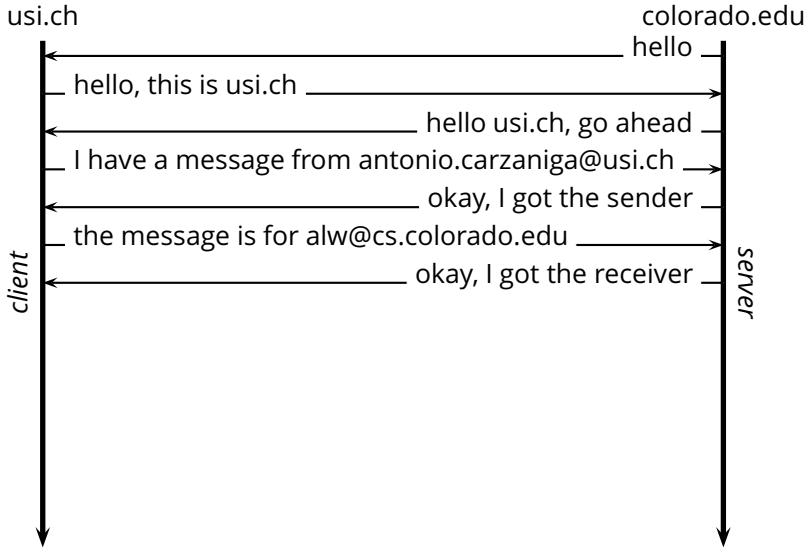 usi.ch
colorado.edu
hello
hello, this is usi.ch
hello usi.ch, go ahead
I have a message from antonio.carzaniga@usi.ch
okay, I got the sender
the message is for alw@cs.colorado.edu
okay, I got the receiver
client
server